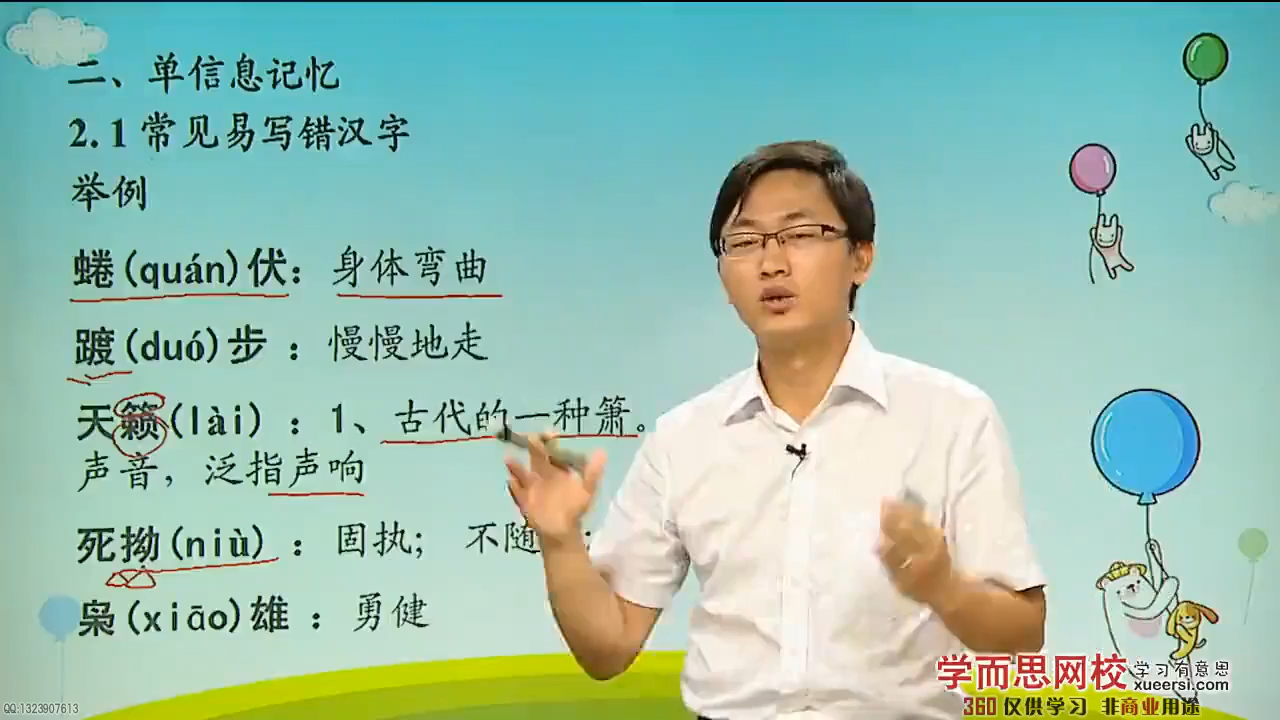 二、单信息记忆
2.1 常见易写错汉字
举例
蜷(quán)伏：身体弯曲
踱(duó)步 ：慢慢地走
天籁(lài) ：1、古代的一种箫。
声音，泛指声响
死拗(niù) ：固执； 不随
枭(xiāo)雄 ：勇健
学而思网校 学习有意思
xueersi.com
360 仅供学习 非商业用途
QQ:1323907613